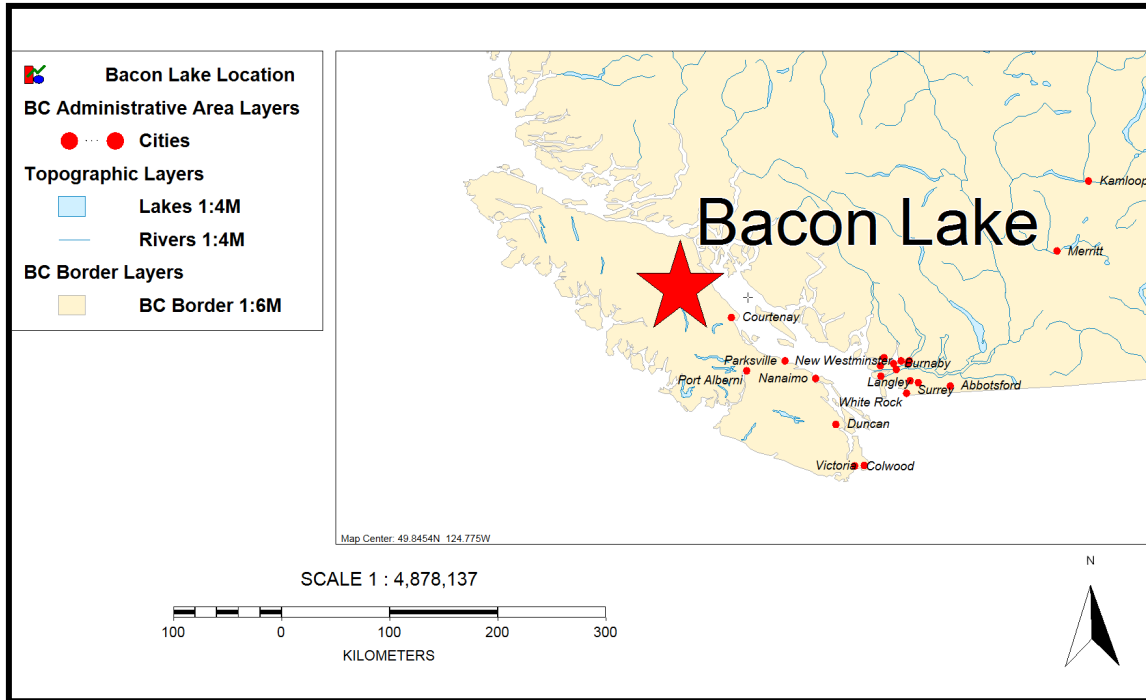 Bacon Lake Location
BC Administrative Area Layers
Cities
Topographic Layers
Lakes 1:4M
Rivers 1:4M
BC Border Layers
BC Border 1:6M
Kamloop
Bacon Lake
Merritt
Courtenay
Parksville
New Westminster
Burnaby
Port Alberni
Nanaimo
Langley
Surrey
Abbotsford
White Rock
Duncan
Victoria
Colwood
Map Center: 49.8454N 124.775W
SCALE 1 : 4,878,137
100 0 100 200 300
KILOMETERS
N